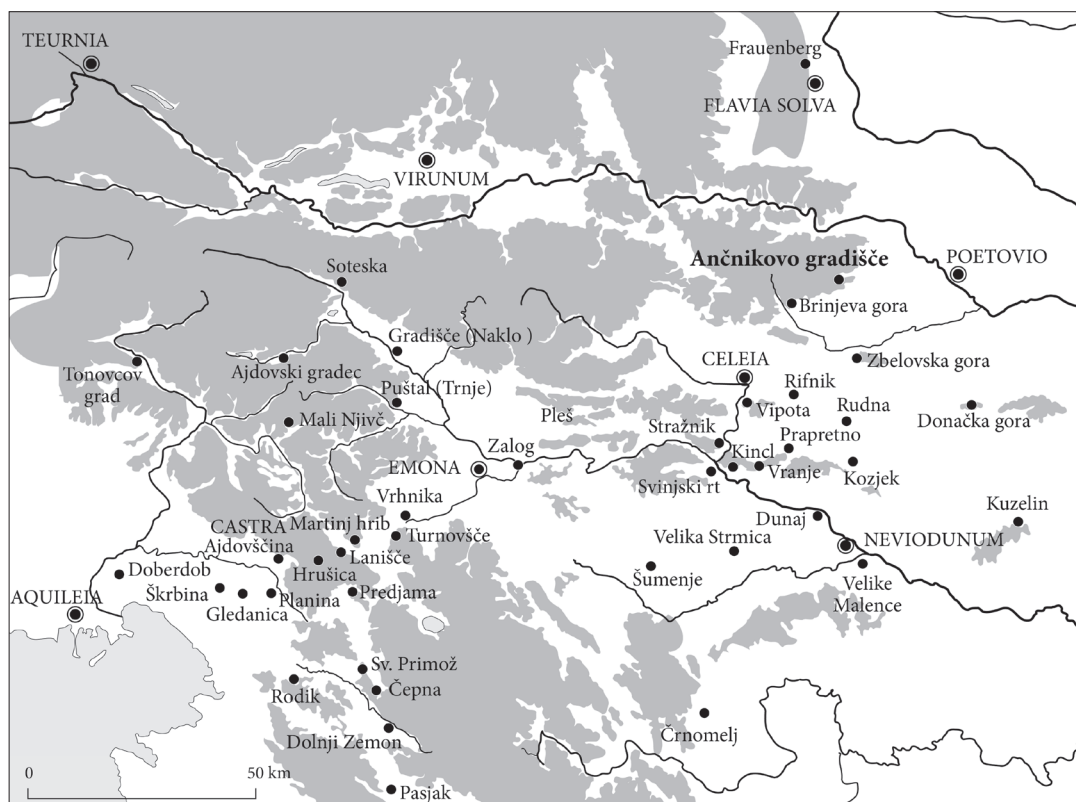 TEURNIA
Frauenberg
FLAVIA SOLVA
VIRUNUM
Ančnikovo gradišče
POETOVIO
Soteska
Brinjeva gora
Gradišče (Naklo )
CELEIA
Zbelovska gora
Tonovcov
grad
Ajdovski gradec
Rifnik
Puštal (Trnje)
Pleš
Vipota
Rudna
Donačka gora
Mali Njivč
Stražnik
Prapretno
Zalog
Kincl
EMONA
Vranje
Svinjski rt
Kozjek
Vrhnika
Kuzelin
CASTRA
Martinj hrib
Dunaj
Ajdovščina
Turnovšče
Velika Strmica
NEVIODUNUM
Lanišče
Hrušica
Doberdob
Šumenje
Velike
Malence
Škrbina
Predjama
AQUILEIA
Planina
Gledanica
Sv. Primož
Rodik
Čepna
Črnomelj
Dolnji Zemon
0
50 km
Pasjak